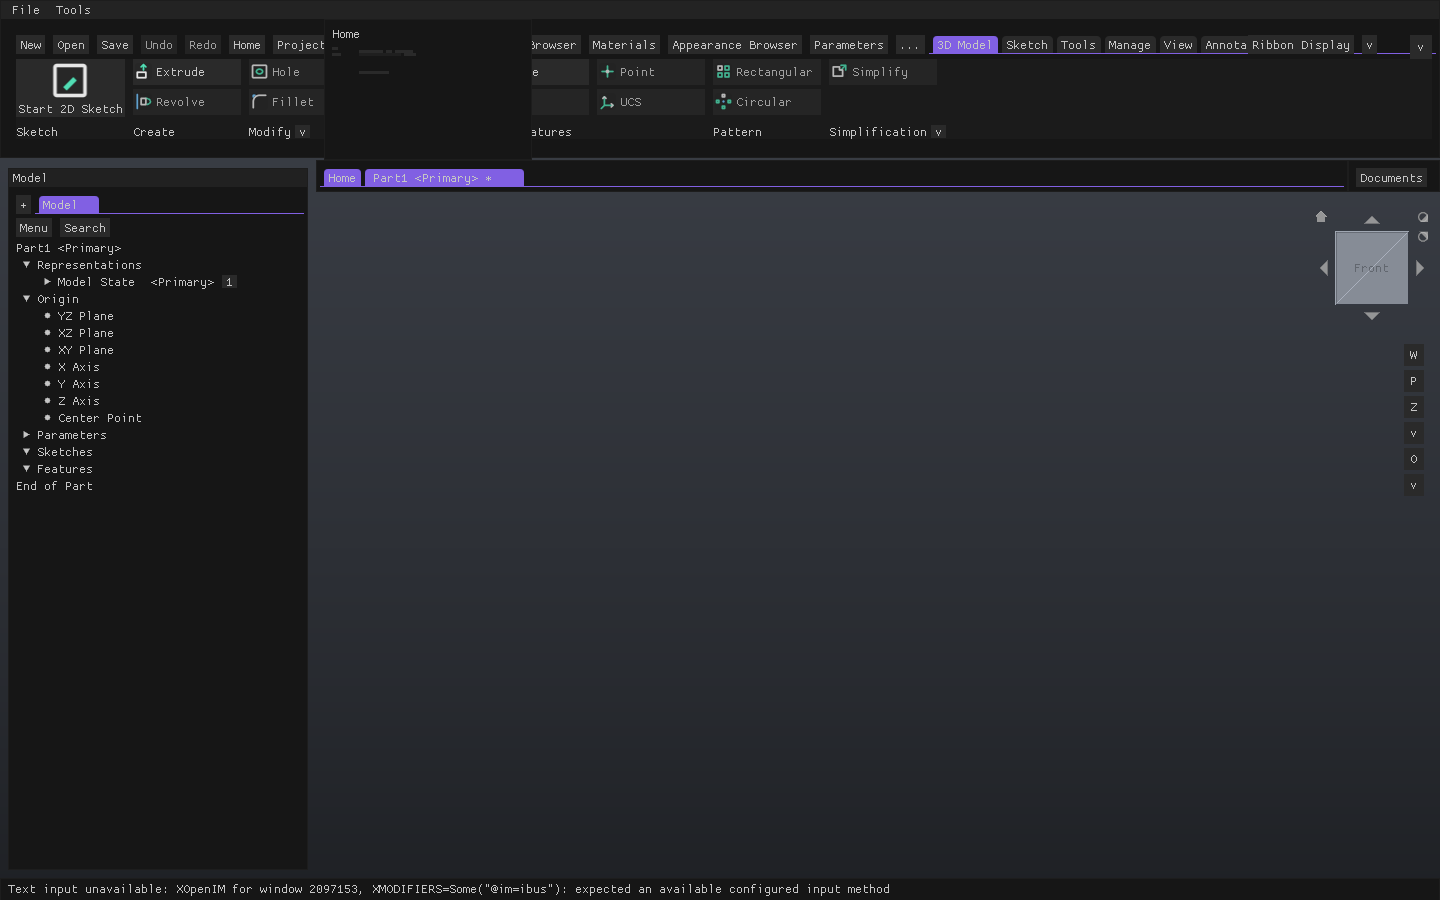 File Tools
New Open Save Undo Redo Home Project
Home
Browser Materials Appearance Browser Parameters ... 3D Model Sketch Tools Manage View Annota Ribbon Display v v
Start 2D Sketch
Extrude
Revolve
Hole
Fillet
Point
UCS
Rectangular
Circular
Simplify
Sketch
Create
Modify v
Pattern
Simplification v
Model
+ Model
Menu Search
Part1 <Primary>
Representations
Model State <Primary> 1
Origin
YZ Plane
XZ Plane
XY Plane
X Axis
Y Axis
Z Axis
Center Point
Parameters
Sketches
Features
End of Part
Home Part1 <Primary> *
Documents
Front
W
P
Z
v
O
v
Text input unavailable: XOpenIM for window 2097153, XMODIFIERS=Some("@im=ibus"): expected an available configured input method